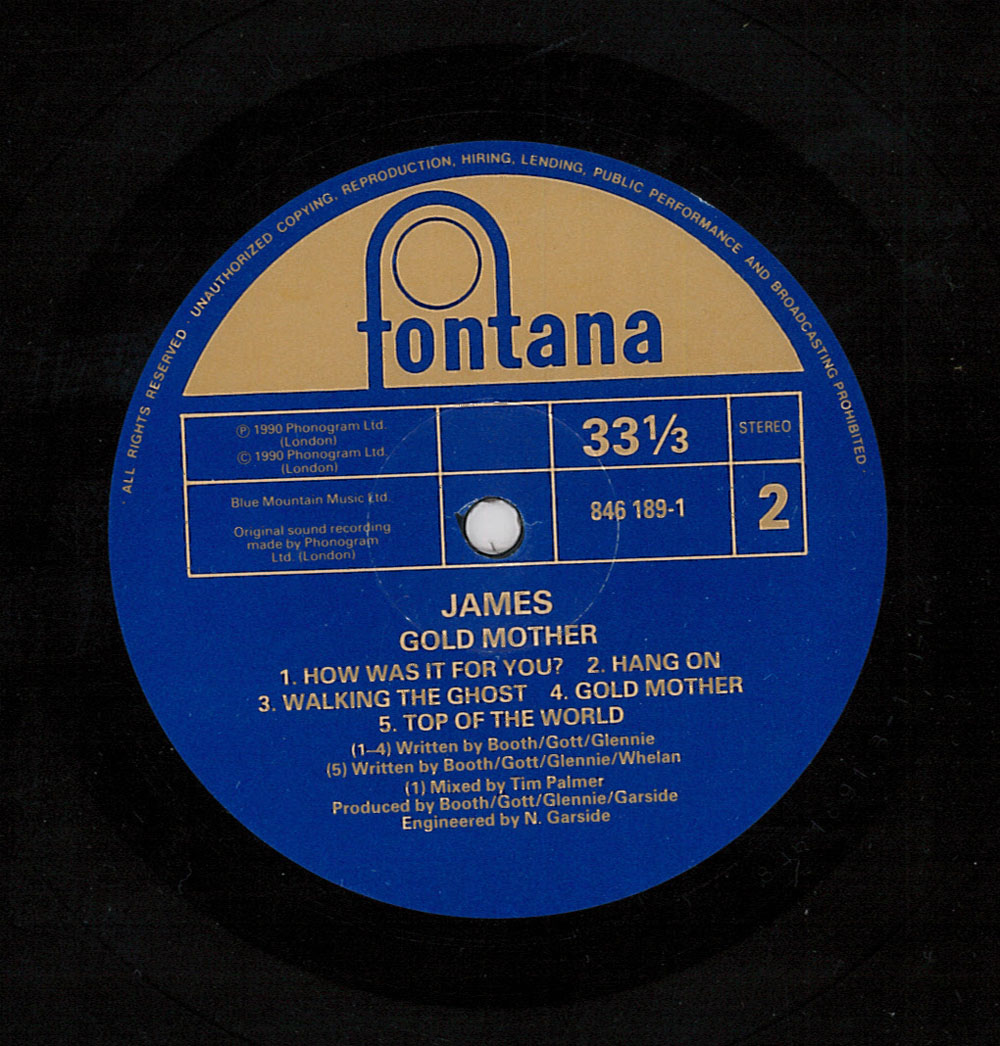 ALL RIGHTS RESERVED · UNAUTHORIZED COPYING, REPRODUCTION, HIRING, LENDING, PUBLIC PERFORMANCE AND BROADCASTING PROHIBITED ·
fontana
℗ 1990 Phonogram Ltd.
(London)
© 1990 Phonogram Ltd.
(London)
33⅓
STEREO
Blue Mountain Music Ltd.
Original sound recording
made by Phonogram
Ltd. (London)
846 189-1
2
JAMES
GOLD MOTHER
1. HOW WAS IT FOR YOU? 2. HANG ON
3. WALKING THE GHOST 4. GOLD MOTHER
5. TOP OF THE WORLD
(1–4) Written by Booth/Gott/Glennie
(5) Written by Booth/Gott/Glennie/Whelan
(1) Mixed by Tim Palmer
Produced by Booth/Gott/Glennie/Garside
Engineered by N. Garside